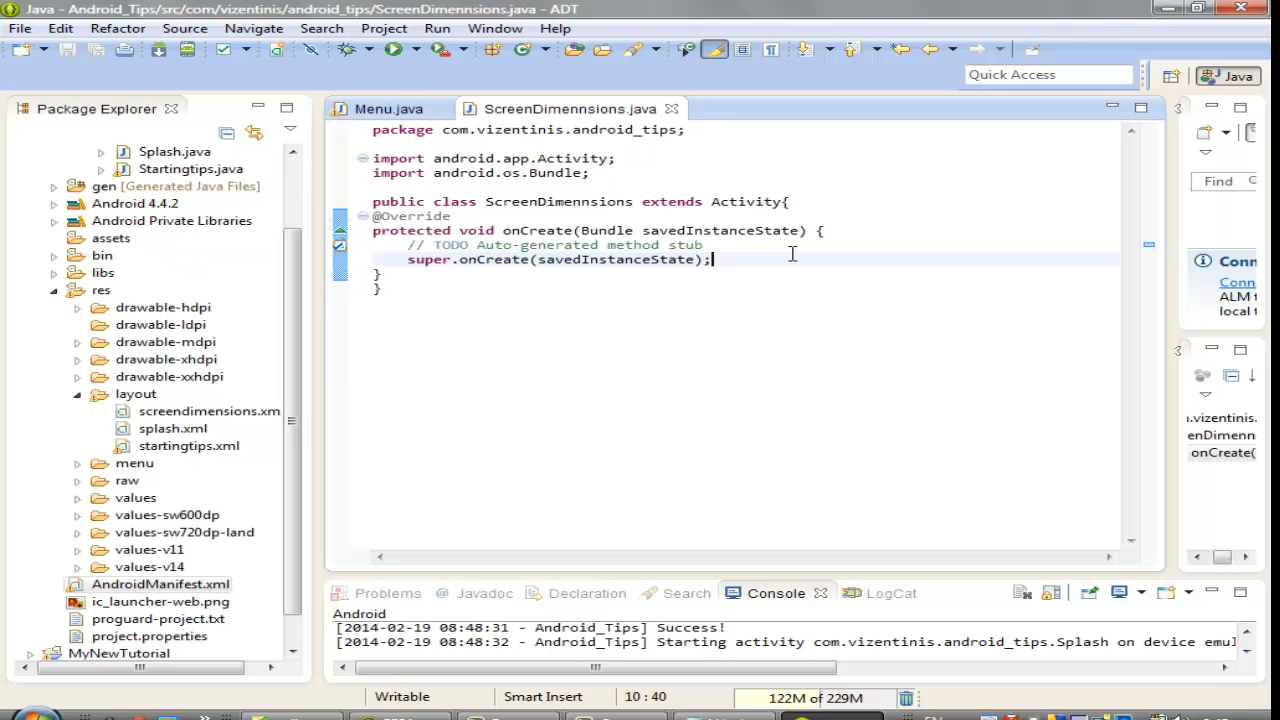 Java - Android_Tips/src/com/vizentinis/android_tips/ScreenDimennsions.java - ADT
File Edit Refactor Source Navigate Search Project Run Window Help
Quick Access
Java
Package Explorer
Splash.java
Startingtips.java
gen [Generated Java Files]
Android 4.4.2
Android Private Libraries
assets
bin
libs
res
drawable-hdpi
drawable-ldpi
drawable-mdpi
drawable-xhdpi
drawable-xxhdpi
layout
screendimensions.xm
splash.xml
startingtips.xml
menu
raw
values
values-sw600dp
values-sw720dp-land
values-v11
values-v14
AndroidManifest.xml
ic_launcher-web.png
proguard-project.txt
project.properties
MyNewTutorial
Menu.java
ScreenDimennsions.java
package com.vizentinis.android_tips;
import android.app.Activity;
import android.os.Bundle;
public class ScreenDimennsions extends Activity{
@Override
protected void onCreate(Bundle savedInstanceState) {
// TODO Auto-generated method stub
super.onCreate(savedInstanceState);
}
}
Find
Conn
Conn
ALM t
local t
a.vizentinis.
eenDimenn
onCreate(
Problems @ Javadoc Declaration Search Console LogCat
Android
[2014-02-19 08:48:31 - Android_Tips] Success!
[2014-02-19 08:48:32 - Android_Tips] Starting activity com.vizentinis.android_tips.Splash on device emul
Writable
Smart Insert
10 : 40
122M of 229M